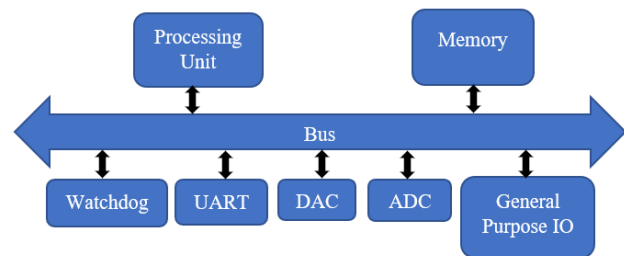 Processing
Unit
Memory
Bus
Watchdog
UART
DAC
ADC
General
Purpose IO